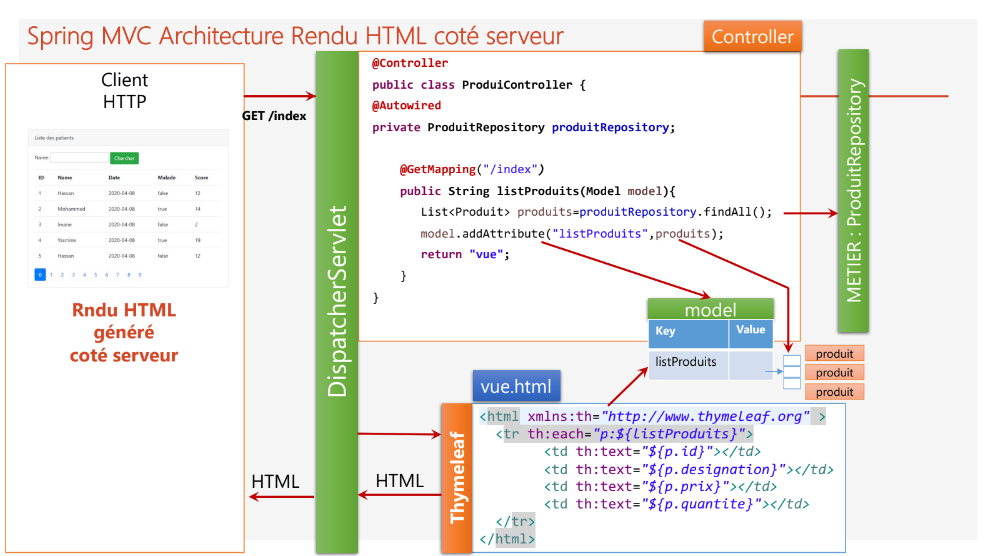 Spring MVC Architecture Rendu HTML coté serveur
Controller
Client
HTTP
Liste des patients
Name
Chercher
ID Name Date Malade Score
1 Hassan 2020-04-08 false 12
2 Mohammed 2020-04-08 true 14
3 Imane 2020-04-08 false 2
4 Yasmine 2020-04-08 true 19
5 Hassan 2020-04-08 false 12
0 1 2 3 4 5 6 7 8 9
Rndu HTML
généré
coté serveur
GET /index
DispatcherServlet
@Controller
public class ProduiController {
@Autowired
private ProduitRepository produitRepository;
@GetMapping("/index")
public String listProduits(Model model){
List<Produit> produits=produitRepository.findAll();
model.addAttribute("listProduits",produits);
return "vue";
}
}
METIER : ProduitRepository
model
Key Value
listProduits
produit
produit
produit
vue.html
Thymeleaf
<html xmlns:th="http://www.thymeleaf.org" >
<tr th:each="p:${listProduits}">
<td th:text="${p.id}"></td>
<td th:text="${p.designation}"></td>
<td th:text="${p.prix}"></td>
<td th:text="${p.quantite}"></td>
</tr>
</html>
HTML
HTML